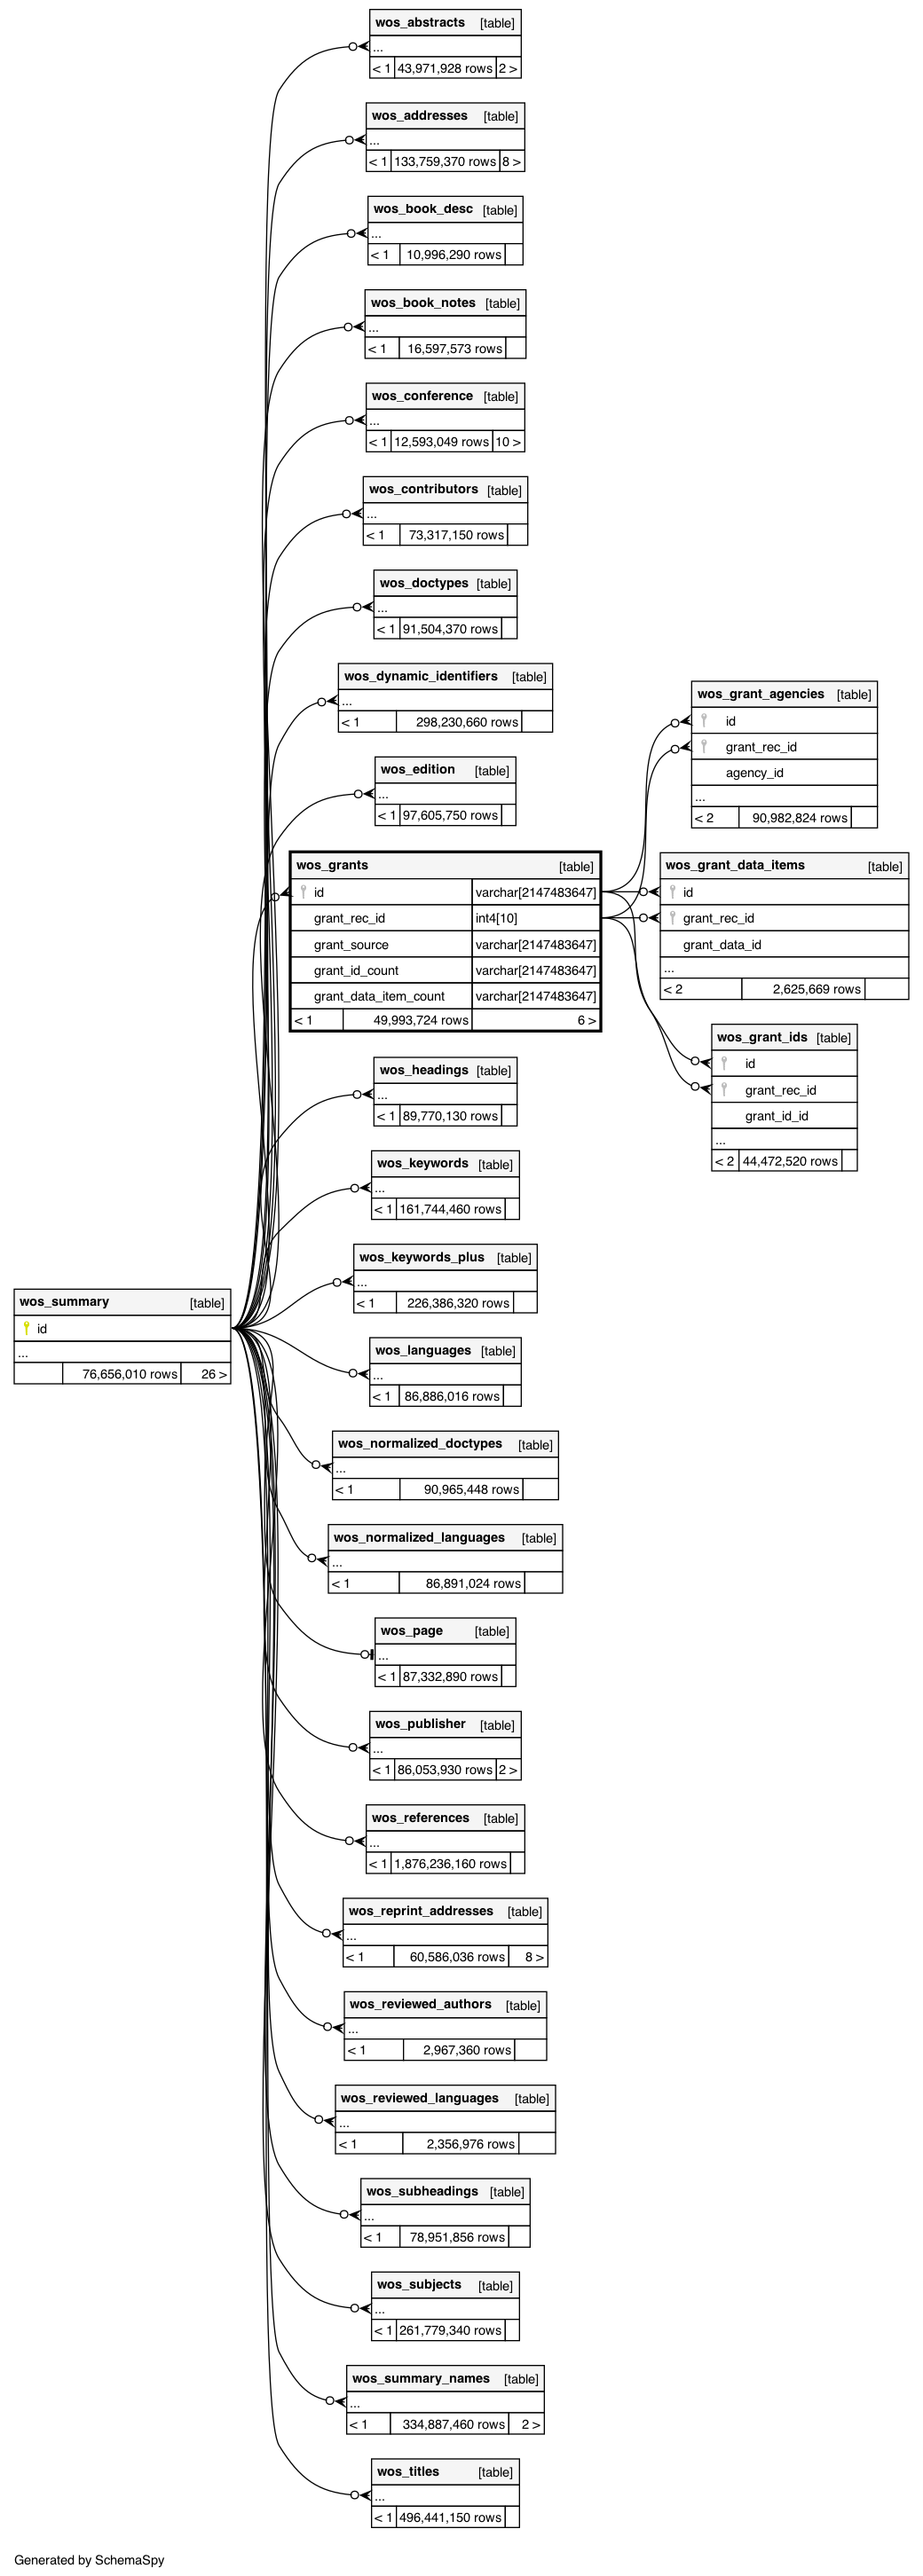 wos_abstracts [table]
...
< 1 43,971,928 rows 2 >
wos_addresses [table]
...
< 1 133,759,370 rows 8 >
wos_book_desc [table]
...
< 1 10,996,290 rows
wos_book_notes [table]
...
< 1 16,597,573 rows
wos_conference [table]
...
< 1 12,593,049 rows 10 >
wos_contributors [table]
...
< 1 73,317,150 rows
wos_doctypes [table]
...
< 1 91,504,370 rows
wos_dynamic_identifiers [table]
...
< 1 298,230,660 rows
wos_edition [table]
...
< 1 97,605,750 rows
wos_grants [table]
id varchar[2147483647]
grant_rec_id int4[10]
grant_source varchar[2147483647]
grant_id_count varchar[2147483647]
grant_data_item_count varchar[2147483647]
< 1 49,993,724 rows 6 >
wos_grant_agencies [table]
id
grant_rec_id
agency_id
...
< 2 90,982,824 rows
wos_grant_data_items [table]
id
grant_rec_id
grant_data_id
...
< 2 2,625,669 rows
wos_grant_ids [table]
id
grant_rec_id
grant_id_id
...
< 2 44,472,520 rows
wos_headings [table]
...
< 1 89,770,130 rows
wos_keywords [table]
...
< 1 161,744,460 rows
wos_keywords_plus [table]
...
< 1 226,386,320 rows
wos_summary [table]
id
...
76,656,010 rows 26 >
wos_languages [table]
...
< 1 86,886,016 rows
wos_normalized_doctypes [table]
...
< 1 90,965,448 rows
wos_normalized_languages [table]
...
< 1 86,891,024 rows
wos_page [table]
...
< 1 87,332,890 rows
wos_publisher [table]
...
< 1 86,053,930 rows 2 >
wos_references [table]
...
< 1 1,876,236,160 rows
wos_reprint_addresses [table]
...
< 1 60,586,036 rows 8 >
wos_reviewed_authors [table]
...
< 1 2,967,360 rows
wos_reviewed_languages [table]
...
< 1 2,356,976 rows
wos_subheadings [table]
...
< 1 78,951,856 rows
wos_subjects [table]
...
< 1 261,779,340 rows
wos_summary_names [table]
...
< 1 334,887,460 rows 2 >
wos_titles [table]
...
< 1 496,441,150 rows
Generated by SchemaSpy